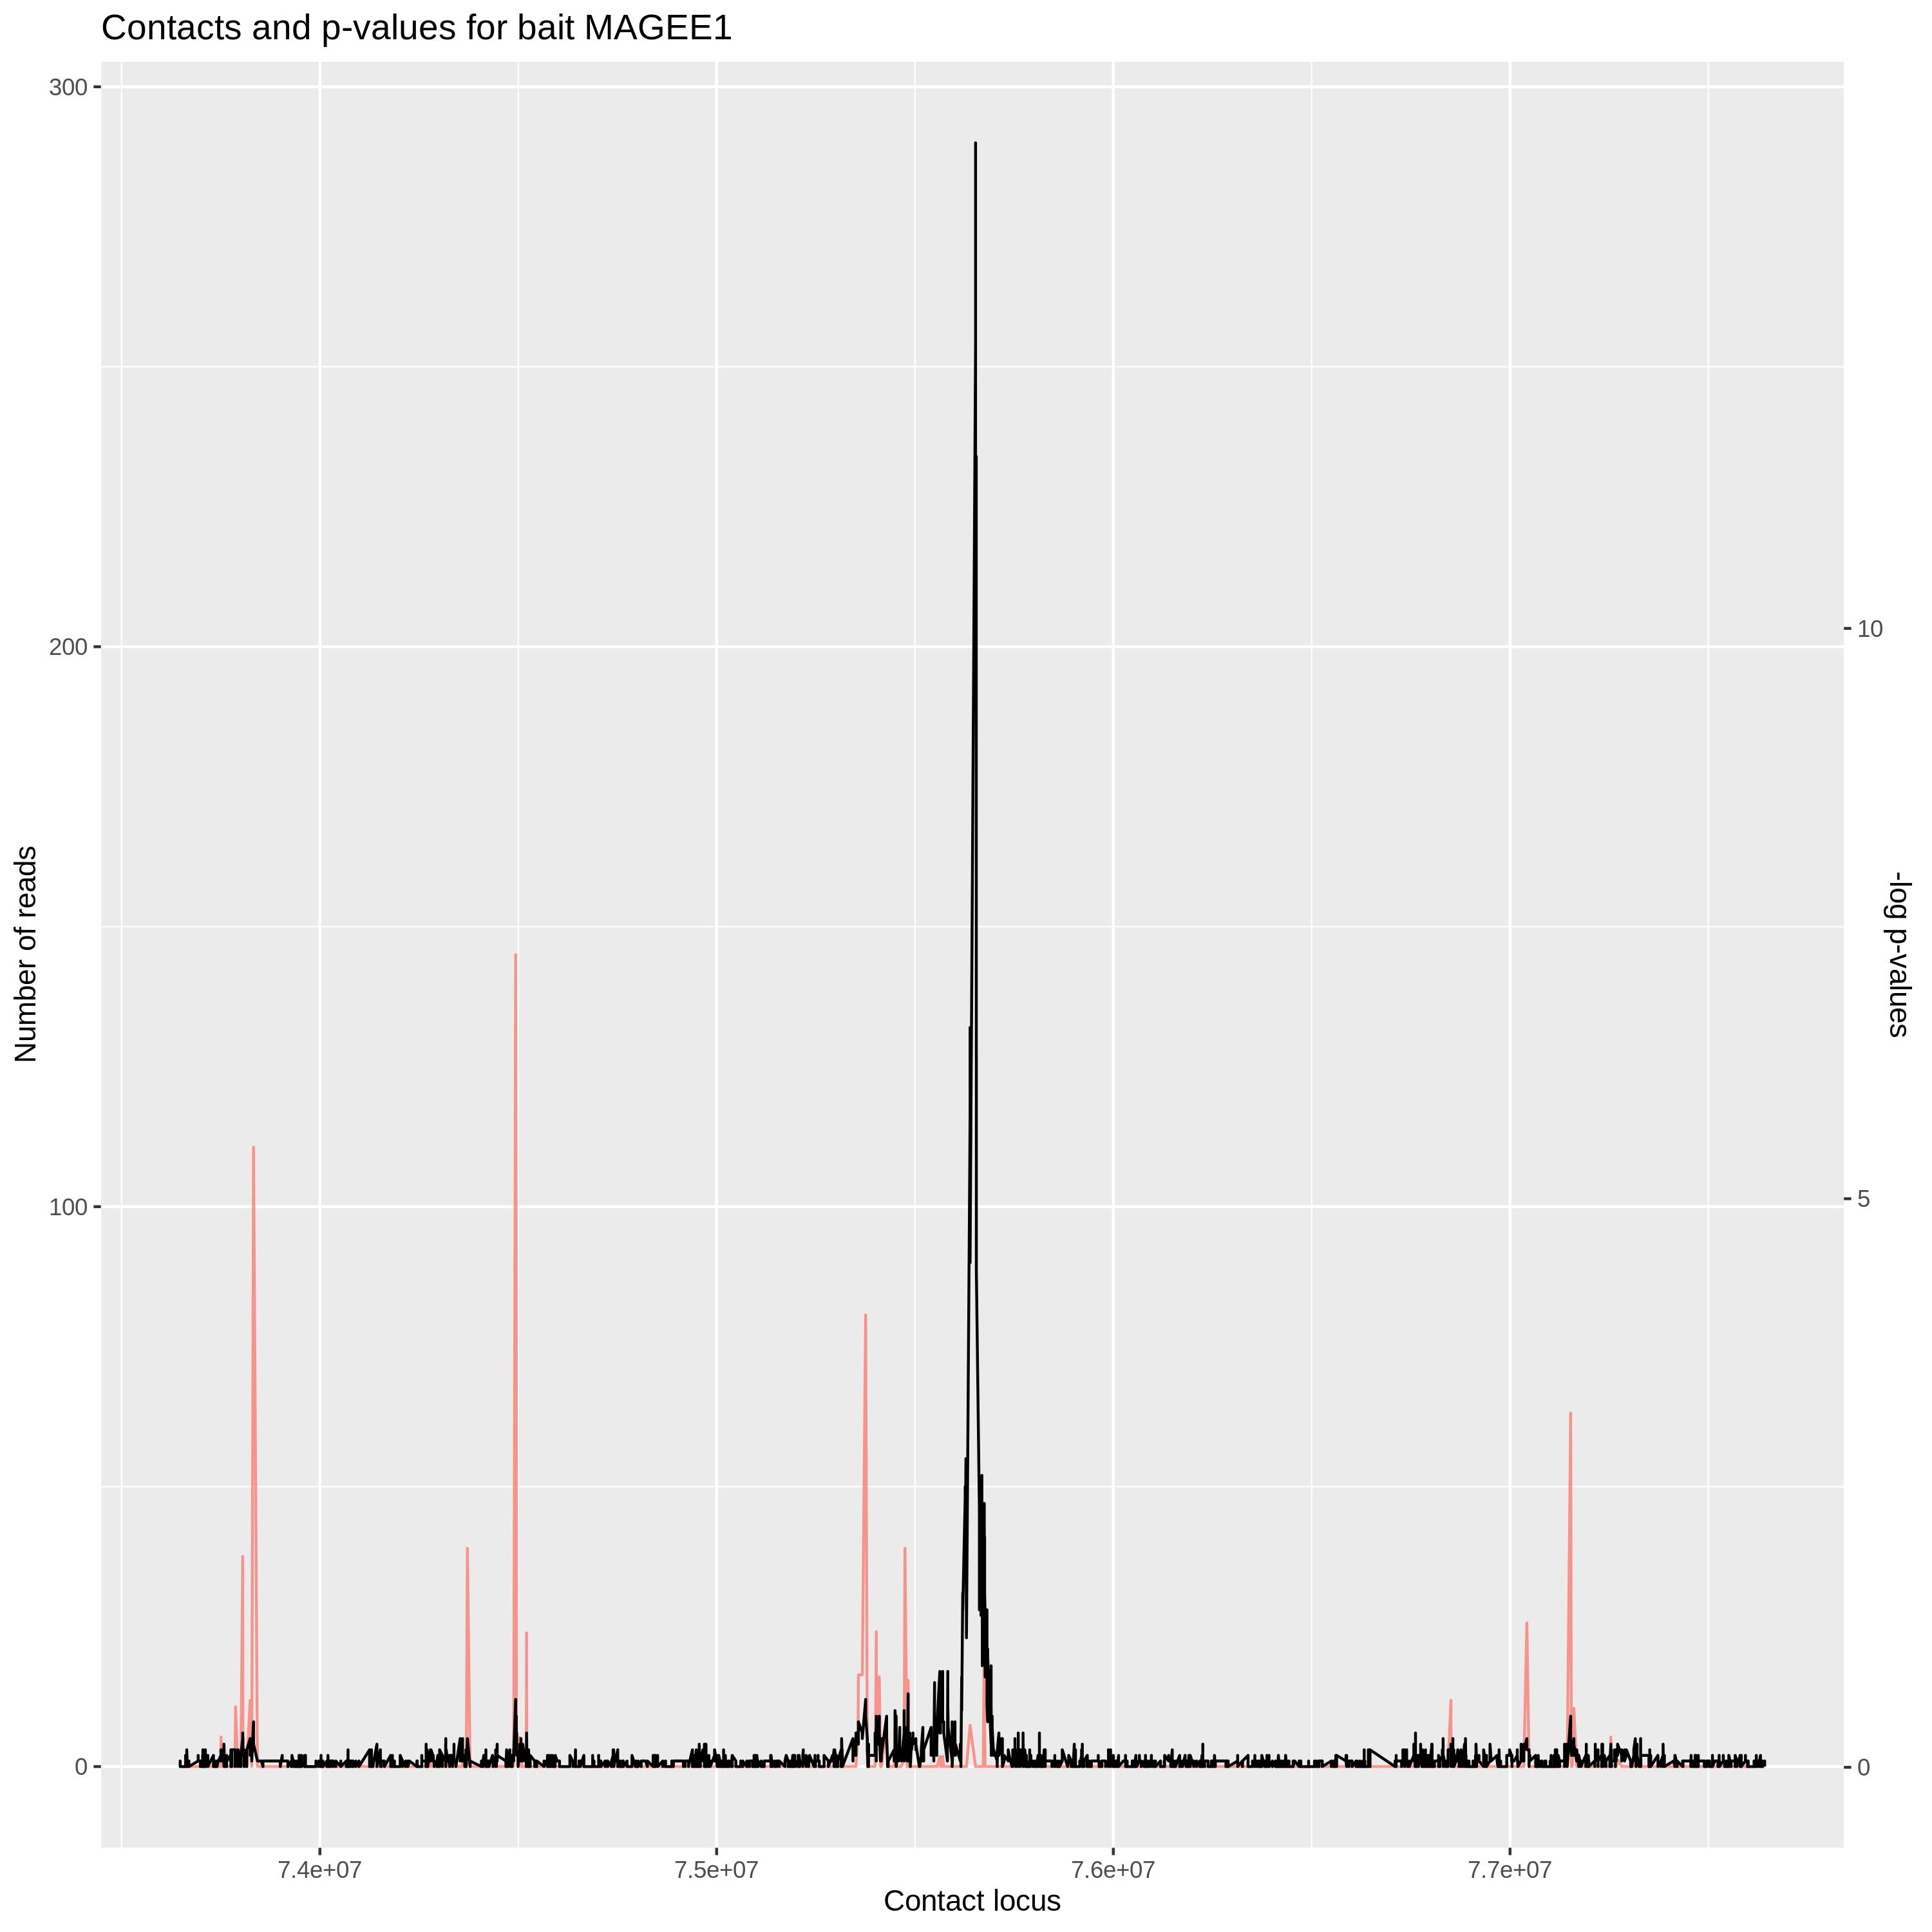 Contacts and p-values for bait MAGEE1
300
200
100
0
Number of reads
10
5
0
-log p-values
7.4e+07
7.5e+07
7.6e+07
7.7e+07
Contact locus